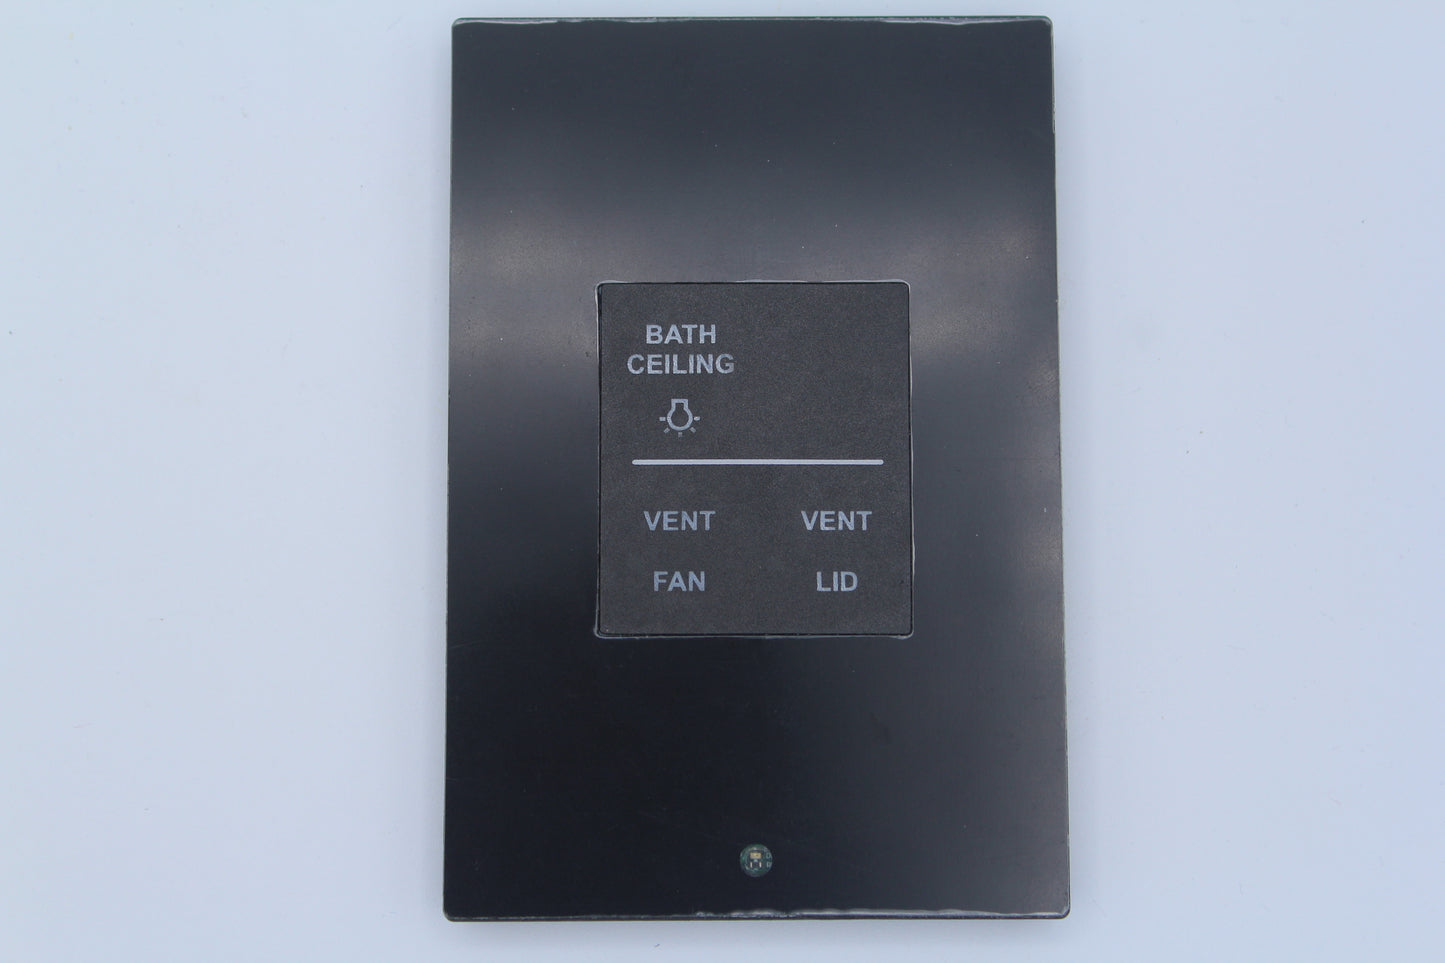 BATH
CEILING
VENT VENT
FAN LID